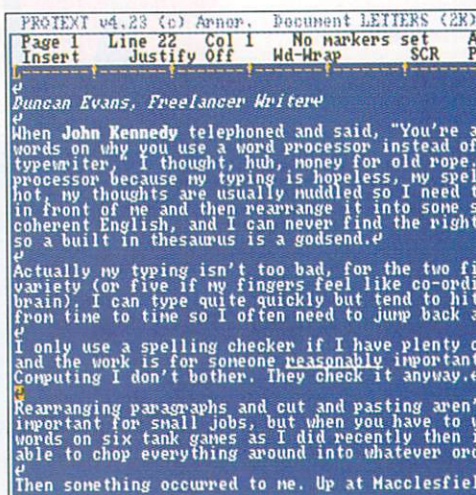 PROTEXT v4.23 (c) Arnor. Document LETTERS (2K)
Page 1 Line 22 Col 1 No markers set
Insert Justify Off Wd-Wrap SCR
Duncan Evans, Freelancer Writer
When John Kennedy telephoned and said, "You're s
words on why you use a word processor instead of
typewriter," I thought, huh, money for old rope
processor because my typing is hopeless, my spel
hot, my thoughts are usually muddled so I need
in front of me and then rearrange it into some s
coherent English, and I can never find the right
so a built in thesaurus is a godsend.
Actually my typing isn't too bad, for the two fi
variety (or five if my fingers feel like co-ordi
brain). I can type quite quickly but tend to hi
from time to time so I often need to jump back a
I only use a spelling checker if I have plenty o
and the work is for someone reasonably importan
Computing I don't bother. They check it anyway.
Rearranging paragraphs and cut and pasting aren'
important for small jobs, but when you have to w
words on six tank games as I did recently then
able to chop everything around into whatever ord
Then something occurred to me. Up at Macclesfie